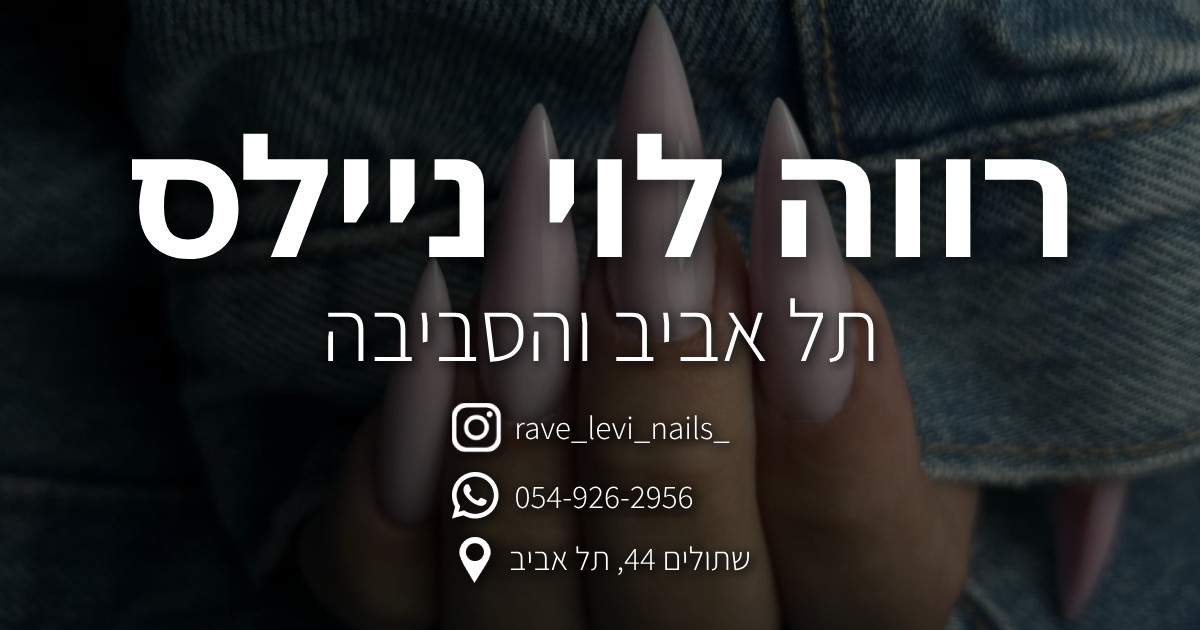 רווה לוי ניילס
תל אביב והסביבה
rave_levi_nails_
054-926-2956
שתולים 44, תל אביב